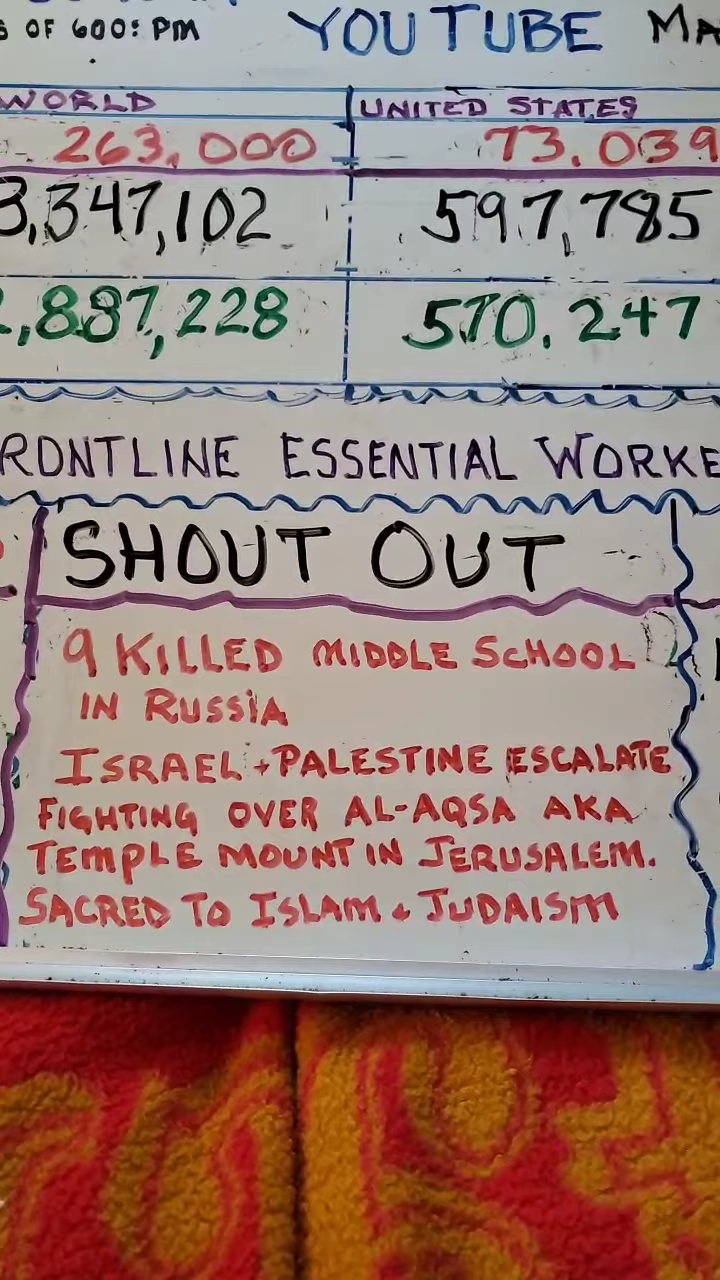 S OF 600: PM YOUTUBE MA
WORLD UNITED STATES
263,000 73,039
3,347,102 597,785
,887,228 570,247
RONTLINE ESSENTIAL WORKE
SHOUT OUT
9 KILLED MIDDLE SCHOOL
IN RUSSIA
ISRAEL + PALESTINE ESCALATE
FIGHTING OVER AL-AQSA AKA
TEMPLE MOUNT IN JERUSALEM.
SACRED TO ISLAM & JUDAISM